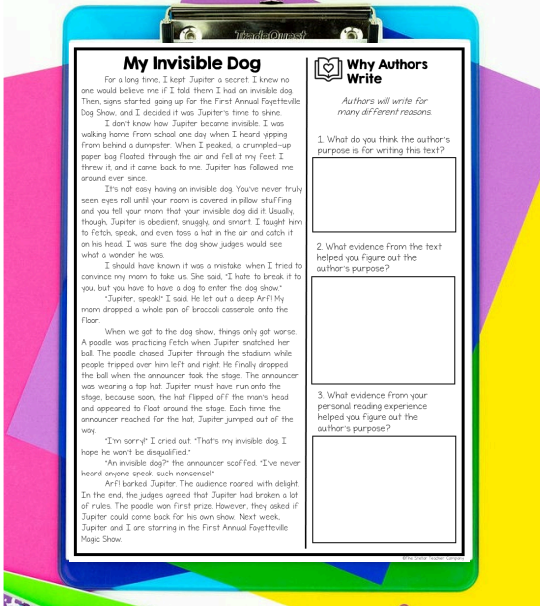 TradeQuest
My Invisible Dog
For a long time, I kept Jupiter a secret. I knew no
one would believe me if I told them I had an invisible dog.
Then, signs started going up for the First Annual Fayetteville
Dog Show, and I decided it was Jupiter's time to shine.
I don't know how Jupiter became invisible. I was
walking home from school one day when I heard yipping
from behind a dumpster. When I peaked, a crumpled-up
paper bag floated through the air and fell at my feet. I
threw it, and it came back to me. Jupiter has followed me
around ever since.
It's not easy having an invisible dog. You've never truly
seen eyes roll until your room is covered in pillow stuffing
and you tell your mom that your invisible dog did it. Usually,
though, Jupiter is obedient, snuggly, and smart. I taught him
to fetch, speak, and even toss a hat in the air and catch it
on his head. I was sure the dog show judges would see
what a wonder he was.
I should have known it was a mistake when I tried to
convince my mom to take us. She said, "I hate to break it to
you, but you have to have a dog to enter the dog show."
"Jupiter, speak!" I said. He let out a deep Arf! My
mom dropped a whole pan of broccoli casserole onto the
floor.
When we got to the dog show, things only got worse.
A poodle was practicing fetch when Jupiter snatched her
ball. The poodle chased Jupiter through the stadium while
people tripped over him left and right. He finally dropped
the ball when the announcer took the stage. The announcer
was wearing a top hat. Jupiter must have run onto the
stage, because soon, the hat flipped off the man's head
and appeared to float around the stage. Each time the
announcer reached for the hat, Jupiter jumped out of the
way.
"I'm sorry!" I cried out. "That's my invisible dog. I
hope he won't be disqualified."
"An invisible dog?" the announcer scoffed. "I've never
heard anyone speak such nonsense!"
Arf! barked Jupiter. The audience roared with delight.
In the end, the judges agreed that Jupiter had broken a lot
of rules. The poodle won first prize. However, they asked if
Jupiter could come back for his own show. Next week,
Jupiter and I are starring in the First Annual Fayetteville
Magic Show.
Why Authors
Write
Authors will write for
many different reasons.
1. What do you think the author's
purpose is for writing this text?
2. What evidence from the text
helped you figure out the
author's purpose?
3. What evidence from your
personal reading experience
helped you figure out the
author's purpose?
©The Stellar Teacher Company